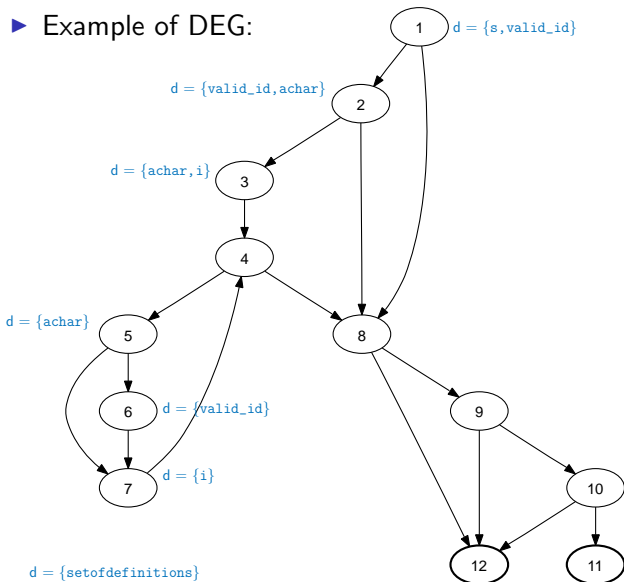 ▶ Example of DEG:
1 d = {s,valid_id}
d = {valid_id,achar} 2
d = {achar,i} 3
4
d = {achar} 5 8
6 d = {valid_id} 9
7 d = {i} 10
12 11
d = {setofdefinitions}